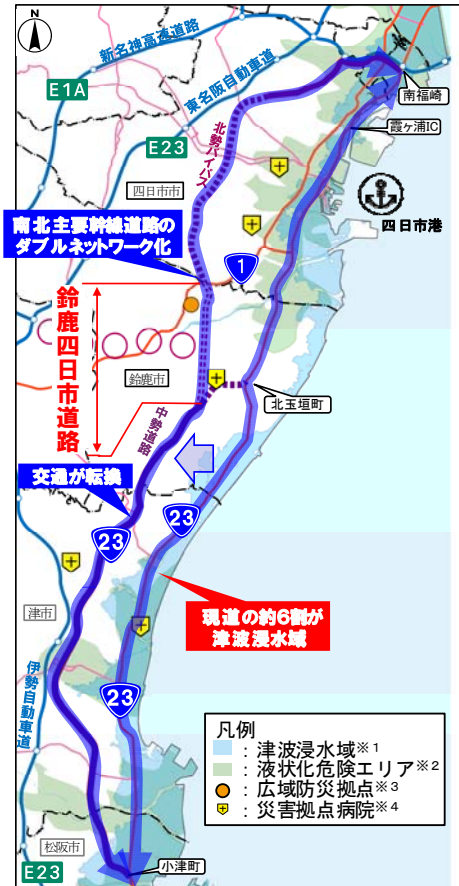 N
新名神高速道路
E1A
東名阪自動車道
E23
南福崎
霞ヶ浦IC
北勢バイパス
四日市市
四日市港
南北主要幹線道路の
ダブルネットワーク化
1
鈴鹿四日市道路
鈴鹿市
北玉垣町
中勢道路
交通が転換
23
23
現道の約6割が
津波浸水域
津市
伊勢自動車道
23
凡例
：津波浸水域※1
：液状化危険エリア※2
：広域防災拠点※3
：災害拠点病院※4
松阪市
E23
小津町